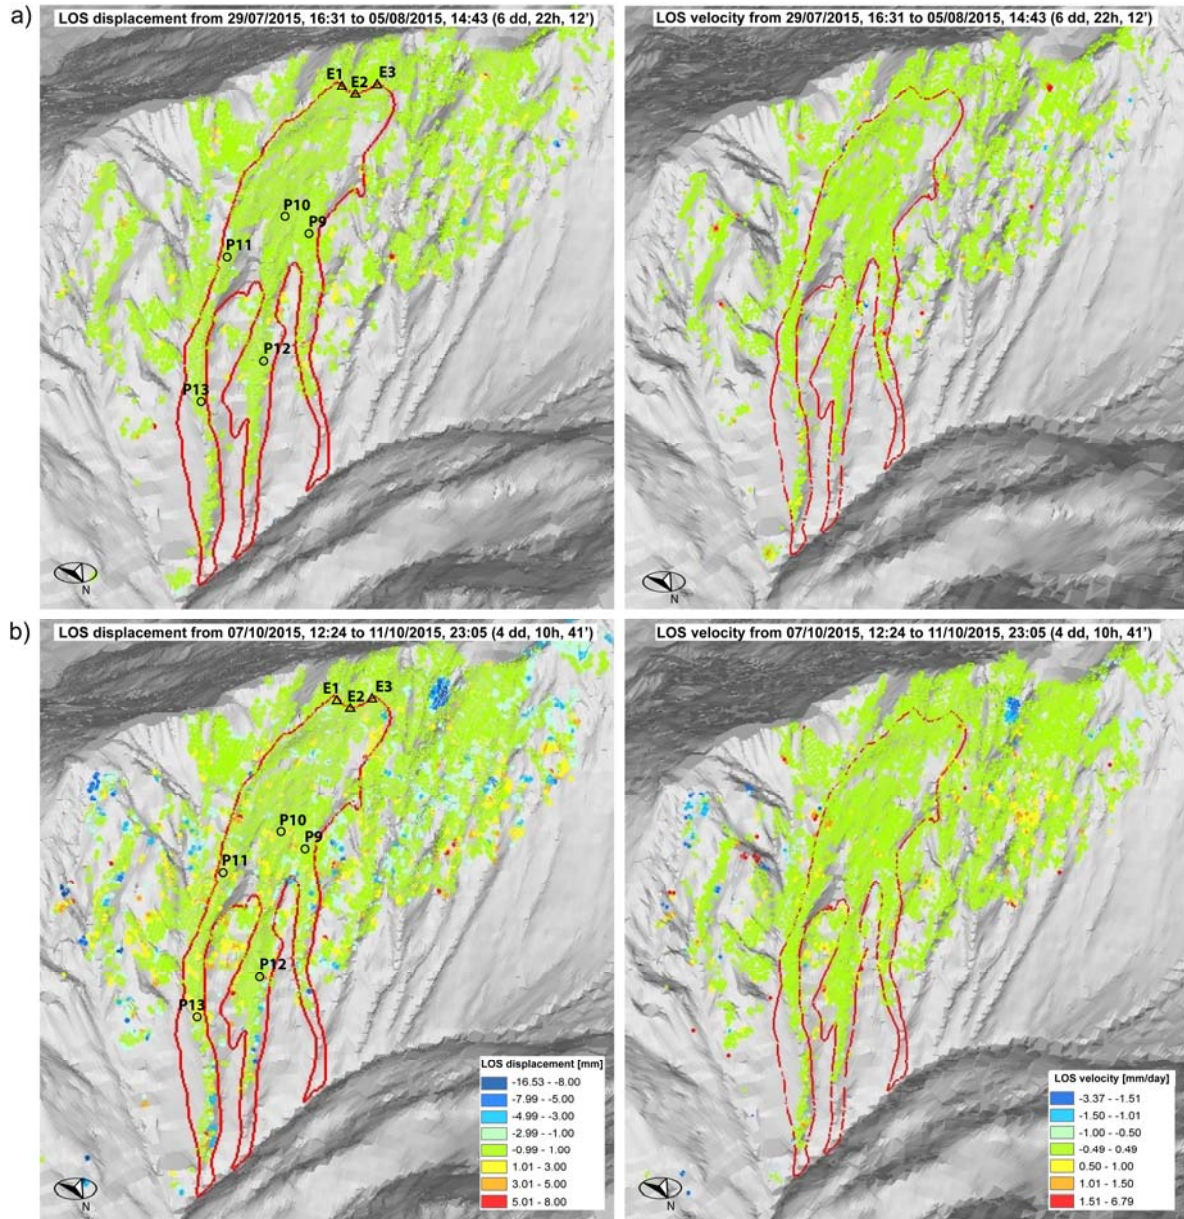 a)
LOS displacement from 29/07/2015, 16:31 to 05/08/2015, 14:43 (6 dd, 22h, 12')
E1
E2
E3
P10
P9
P11
P12
P13
N
LOS velocity from 29/07/2015, 16:31 to 05/08/2015, 14:43 (6 dd, 22h, 12')
N
b)
LOS displacement from 07/10/2015, 12:24 to 11/10/2015, 23:05 (4 dd, 10h, 41')
E1
E2
E3
P10
P9
P11
P12
P13
N
LOS displacement [mm]
-16.53 - -8.00
-7.99 - -5.00
-4.99 - -3.00
-2.99 - -1.00
-0.99 - 1.00
1.01 - 3.00
3.01 - 5.00
5.01 - 8.00
LOS velocity from 07/10/2015, 12:24 to 11/10/2015, 23:05 (4 dd, 10h, 41')
N
LOS velocity [mm/day]
-3.37 - -1.51
-1.50 - -1.01
-1.00 - -0.50
-0.49 - 0.49
0.50 - 1.00
1.01 - 1.50
1.51 - 6.79